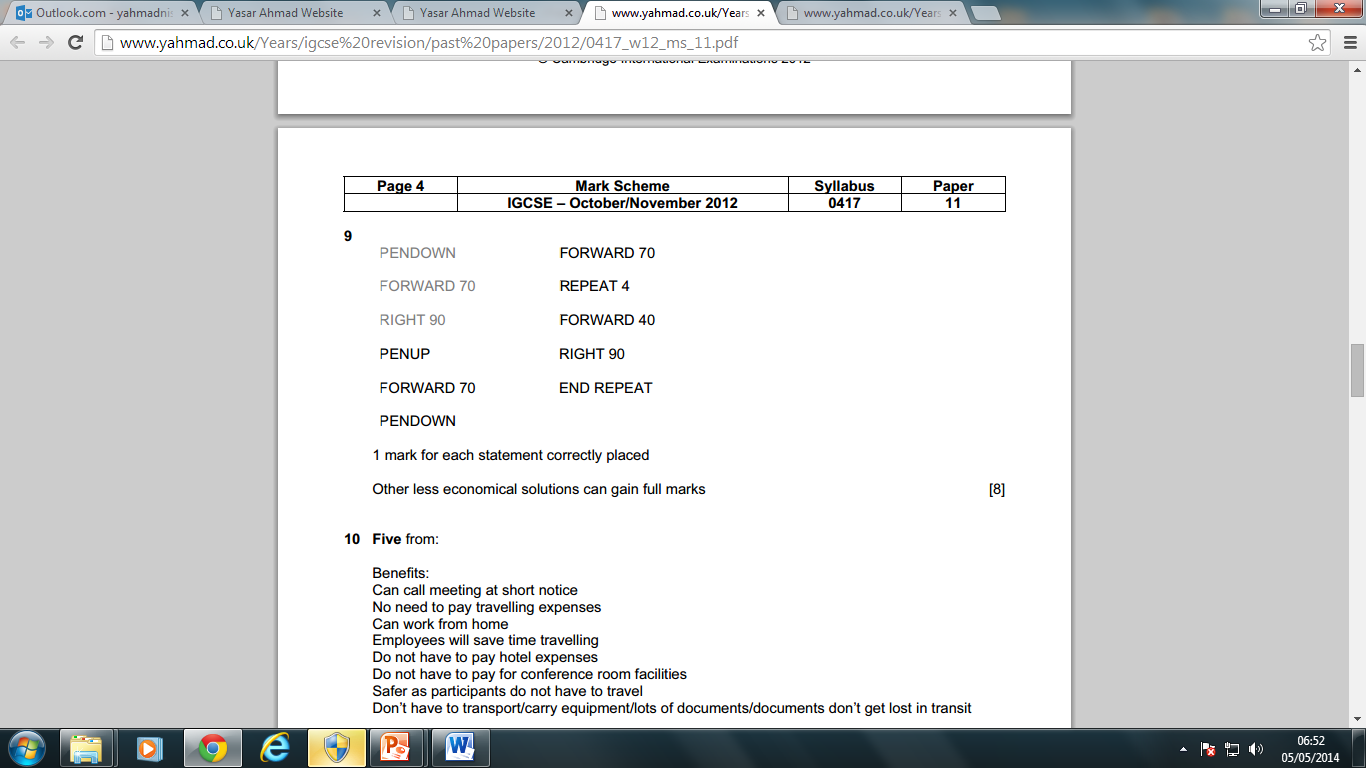 Outlook.com - yahmadni
Yasar Ahmad Website
Yasar Ahmad Website
www.yahmad.co.uk/Years
www.yahmad.co.uk/Years
www.yahmad.co.uk/Years/igcse%20revision/past%20papers/2012/0417_w12_ms_11.pdf
© Cambridge International Examinations 2012
Page 4 Mark Scheme Syllabus Paper
IGCSE – October/November 2012 0417 11
9
PENDOWN FORWARD 70
FORWARD 70 REPEAT 4
RIGHT 90 FORWARD 40
PENUP RIGHT 90
FORWARD 70 END REPEAT
PENDOWN
1 mark for each statement correctly placed
Other less economical solutions can gain full marks [8]
10 Five from:
Benefits:
Can call meeting at short notice
No need to pay travelling expenses
Can work from home
Employees will save time travelling
Do not have to pay hotel expenses
Do not have to pay for conference room facilities
Safer as participants do not have to travel
Don't have to transport/carry equipment/lots of documents/documents don't get lost in transit
06:52
05/05/2014